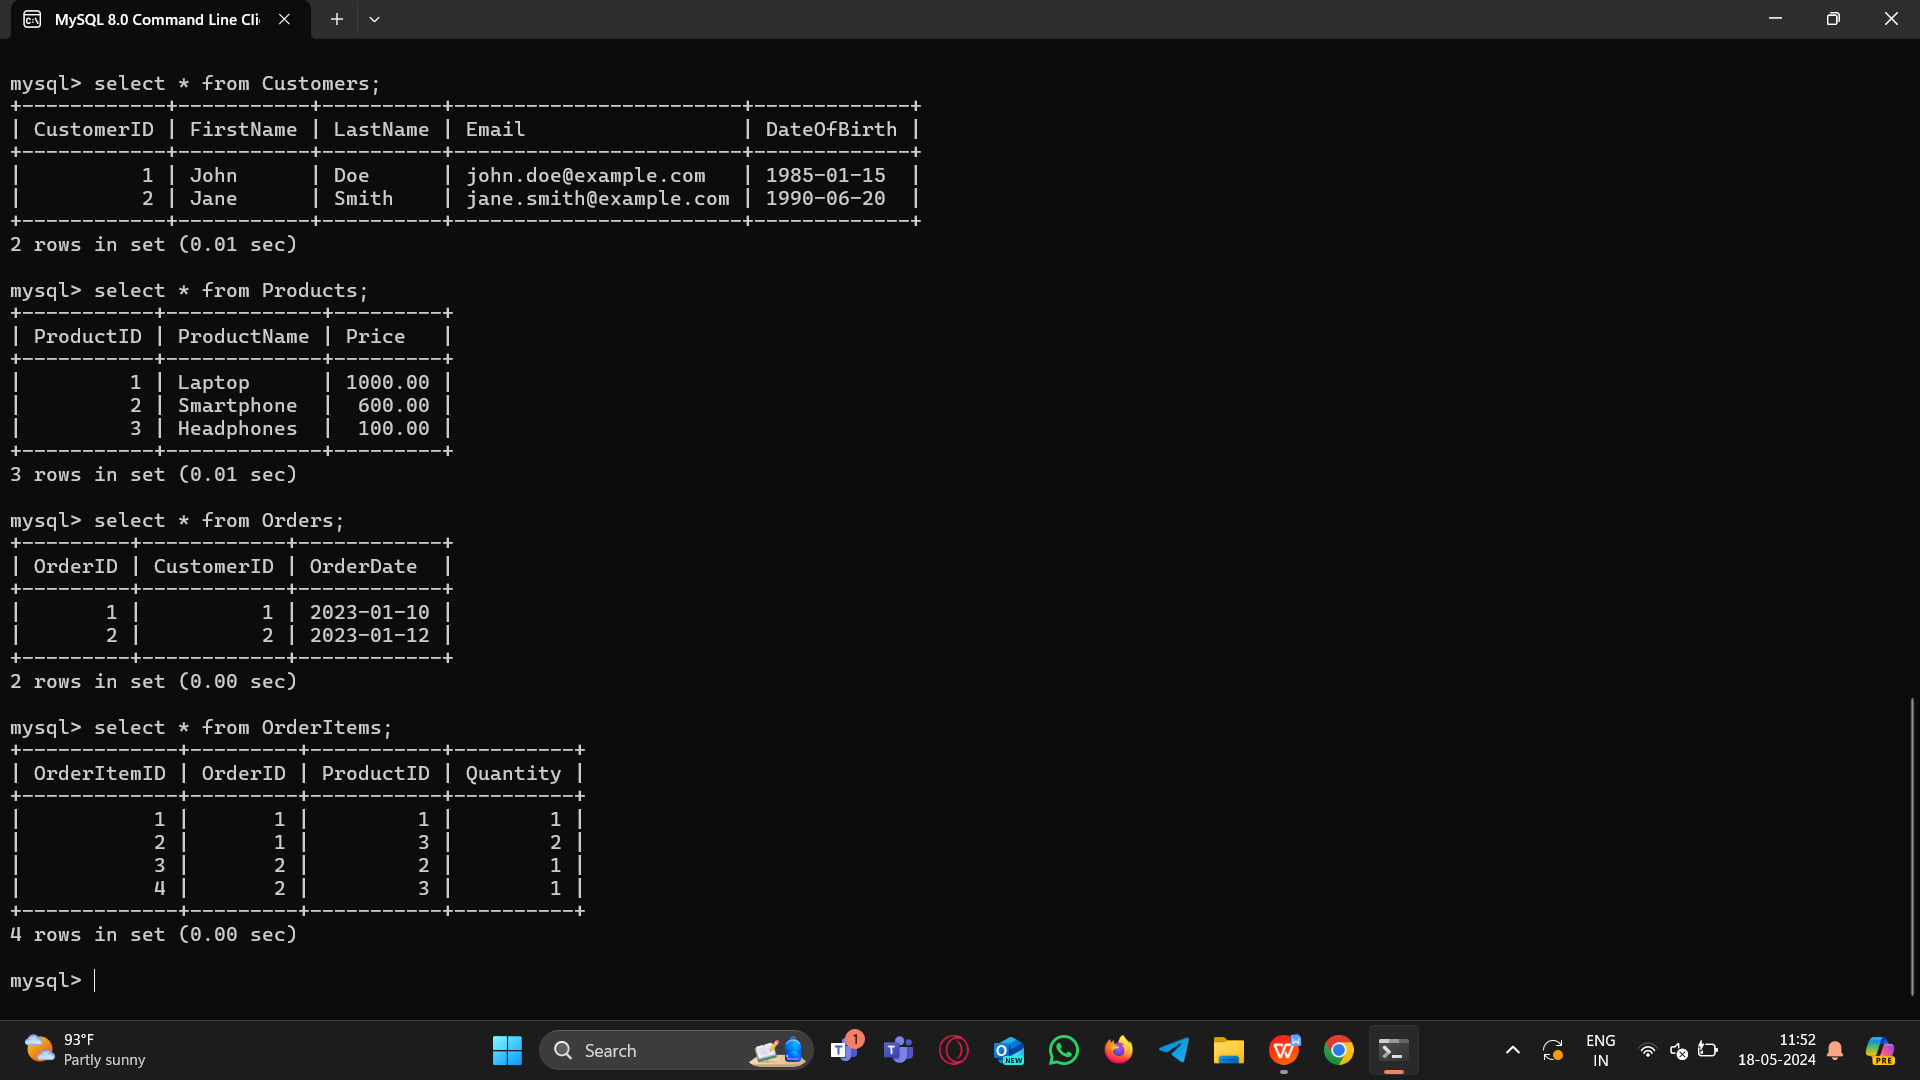 MySQL 8.0 Command Line Cli
mysql> select * from Customers;
+------------+-----------+----------+------------------------+-------------+
| CustomerID | FirstName | LastName | Email                  | DateOfBirth |
+------------+-----------+----------+------------------------+-------------+
|          1 | John      | Doe      | john.doe@example.com   | 1985-01-15  |
|          2 | Jane      | Smith    | jane.smith@example.com | 1990-06-20  |
+------------+-----------+----------+------------------------+-------------+
2 rows in set (0.01 sec)
mysql> select * from Products;
+-----------+-------------+---------+
| ProductID | ProductName | Price   |
+-----------+-------------+---------+
|         1 | Laptop      | 1000.00 |
|         2 | Smartphone  |  600.00 |
|         3 | Headphones  |  100.00 |
+-----------+-------------+---------+
3 rows in set (0.01 sec)
mysql> select * from Orders;
+---------+------------+------------+
| OrderID | CustomerID | OrderDate  |
+---------+------------+------------+
|       1 |          1 | 2023-01-10 |
|       2 |          2 | 2023-01-12 |
+---------+------------+------------+
2 rows in set (0.00 sec)
mysql> select * from OrderItems;
+-------------+---------+-----------+----------+
| OrderItemID | OrderID | ProductID | Quantity |
+-------------+---------+-----------+----------+
|           1 |       1 |         1 |        1 |
|           2 |       1 |         3 |        2 |
|           3 |       2 |         2 |        1 |
|           4 |       2 |         3 |        1 |
+-------------+---------+-----------+----------+
4 rows in set (0.00 sec)
mysql>
93°F
Partly sunny
Search
1
NEW
ENG
IN
11:52
18-05-2024
PRE